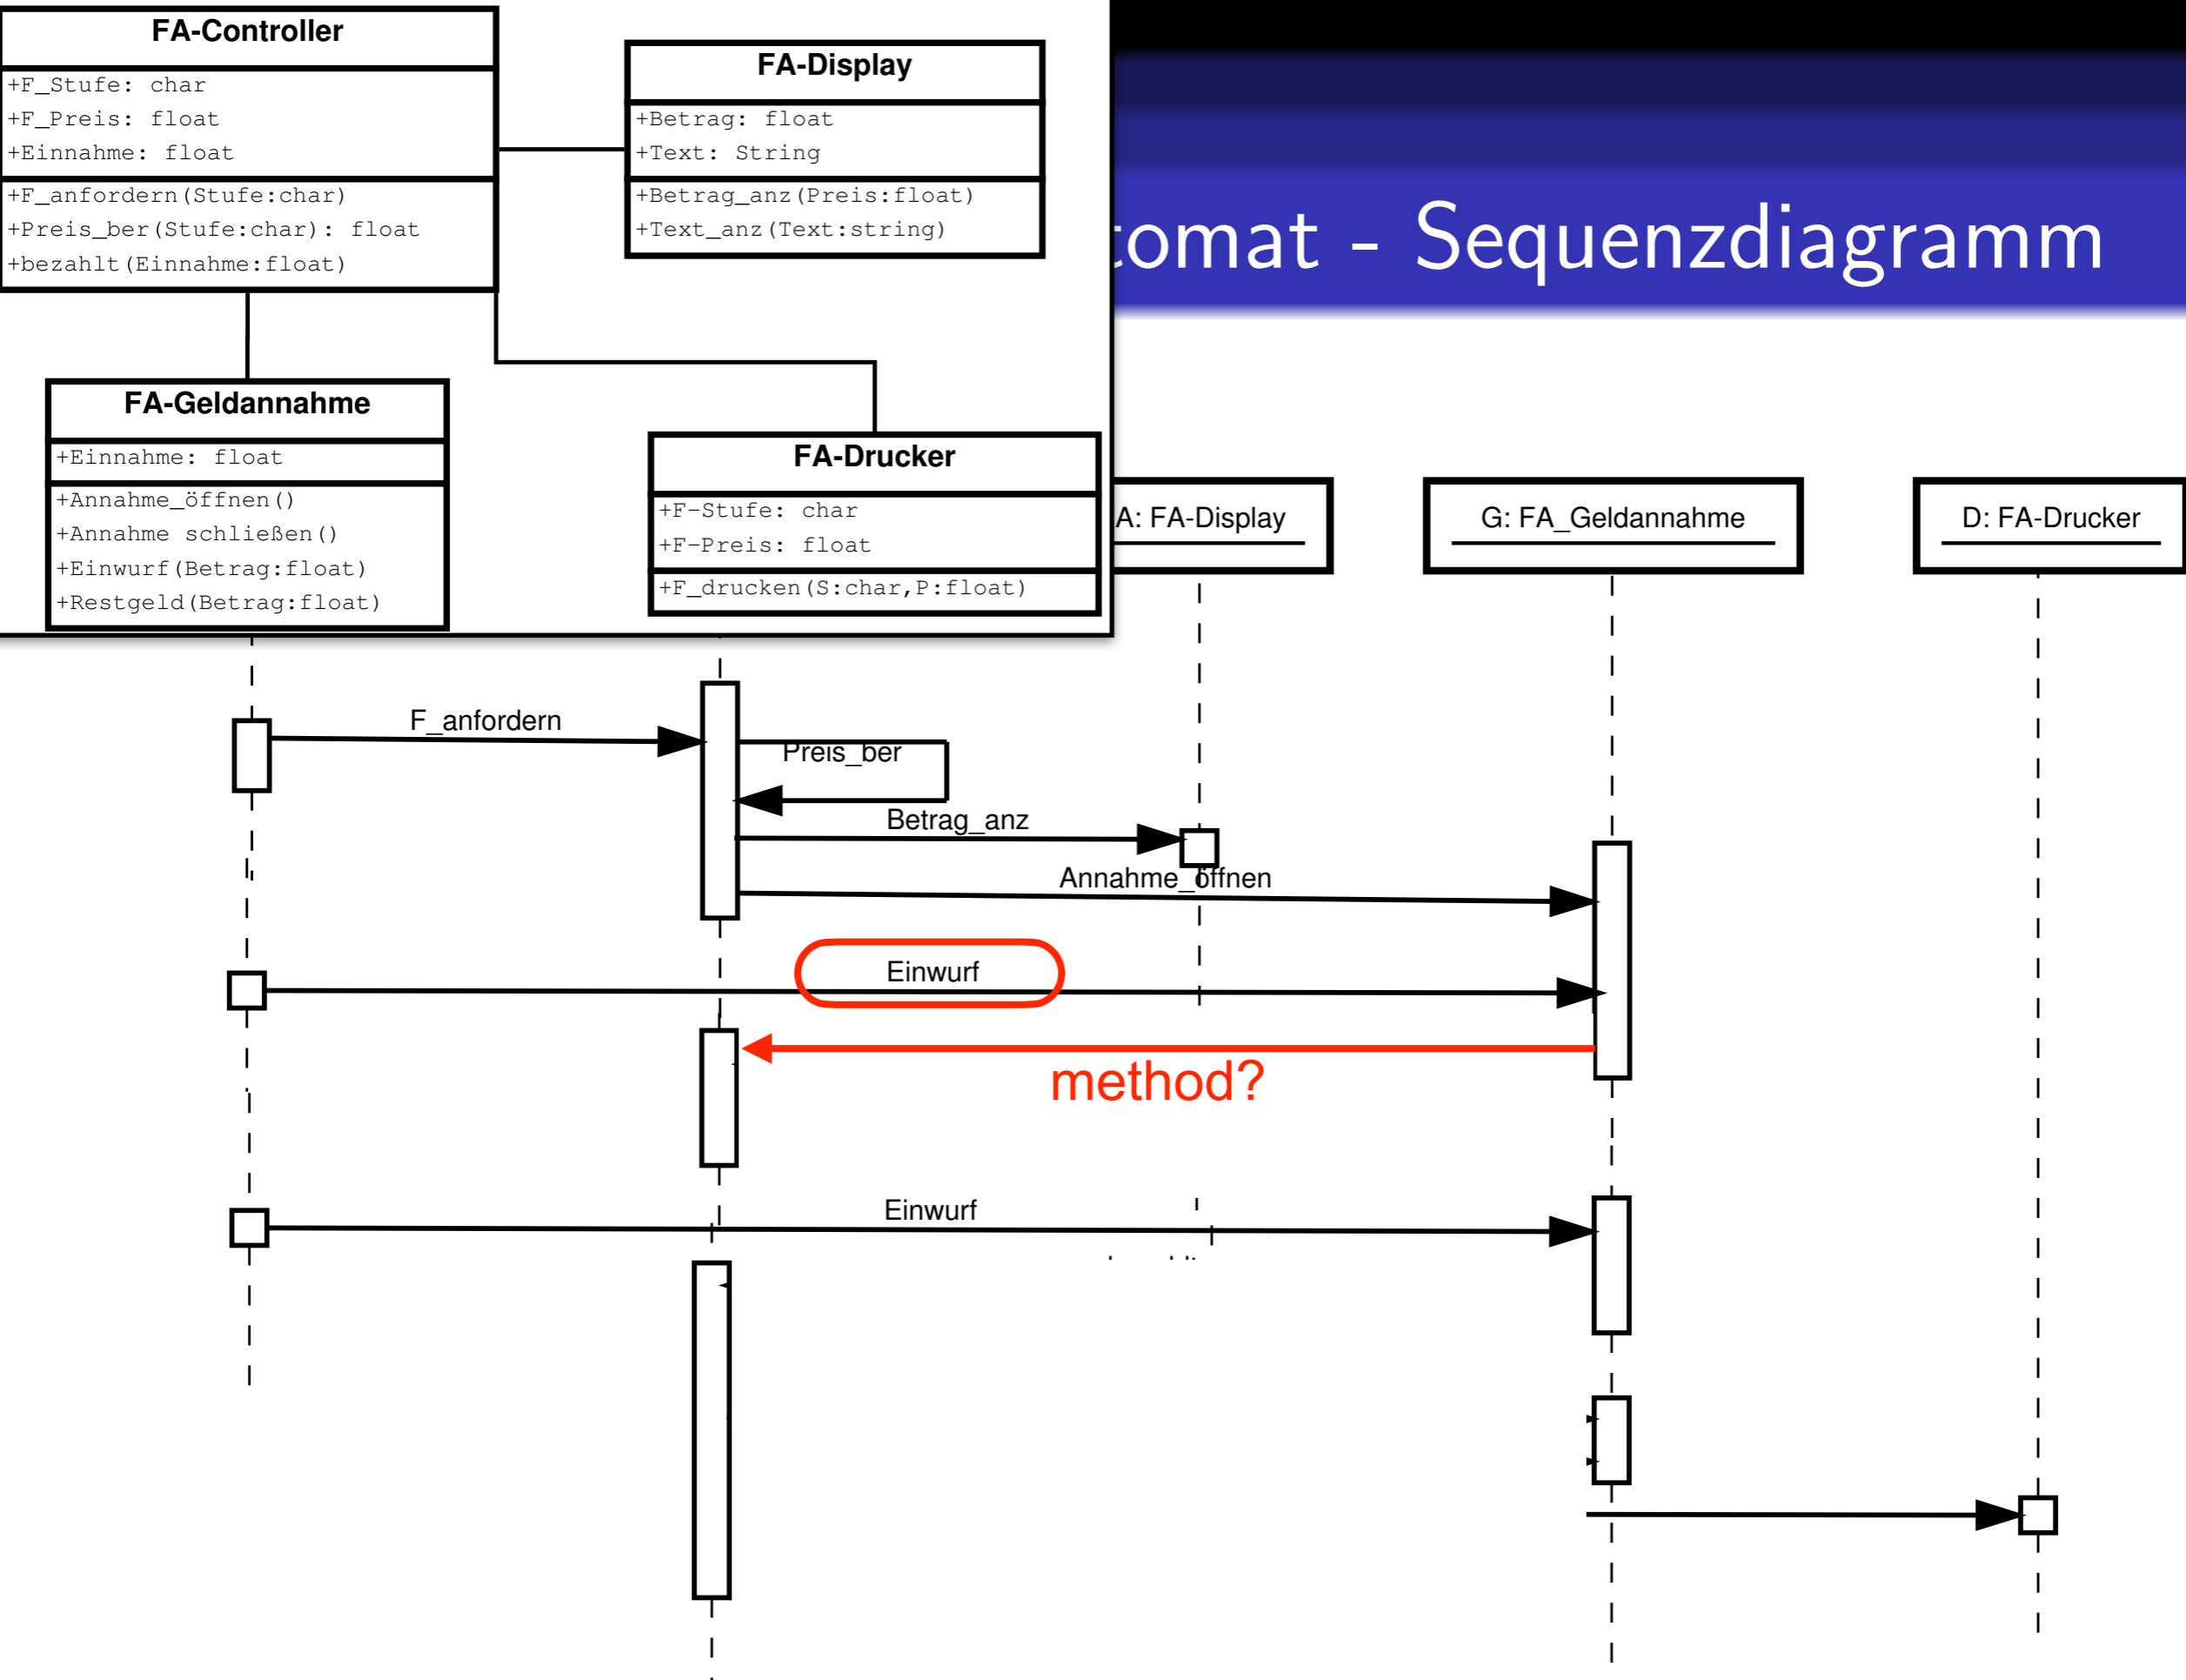 FA-Controller
+F_Stufe: char
+F_Preis: float
+Einnahme: float
+F_anfordern(Stufe:char)
+Preis_ber(Stufe:char): float
+bezahlt(Einnahme:float)
FA-Display
+Betrag: float
+Text: String
+Betrag_anz(Preis:float)
+Text_anz(Text:string)
tomat - Sequenzdiagramm
FA-Geldannahme
+Einnahme: float
+Annahme_öffnen()
+Annahme schließen()
+Einwurf(Betrag:float)
+Restgeld(Betrag:float)
FA-Drucker
+F-Stufe: char
+F-Preis: float
+F_drucken(S:char,P:float)
A: FA-Display
G: FA_Geldannahme
D: FA-Drucker
F_anfordern
Preis_ber
Betrag_anz
Annahme_öffnen
Einwurf
method?
Einwurf